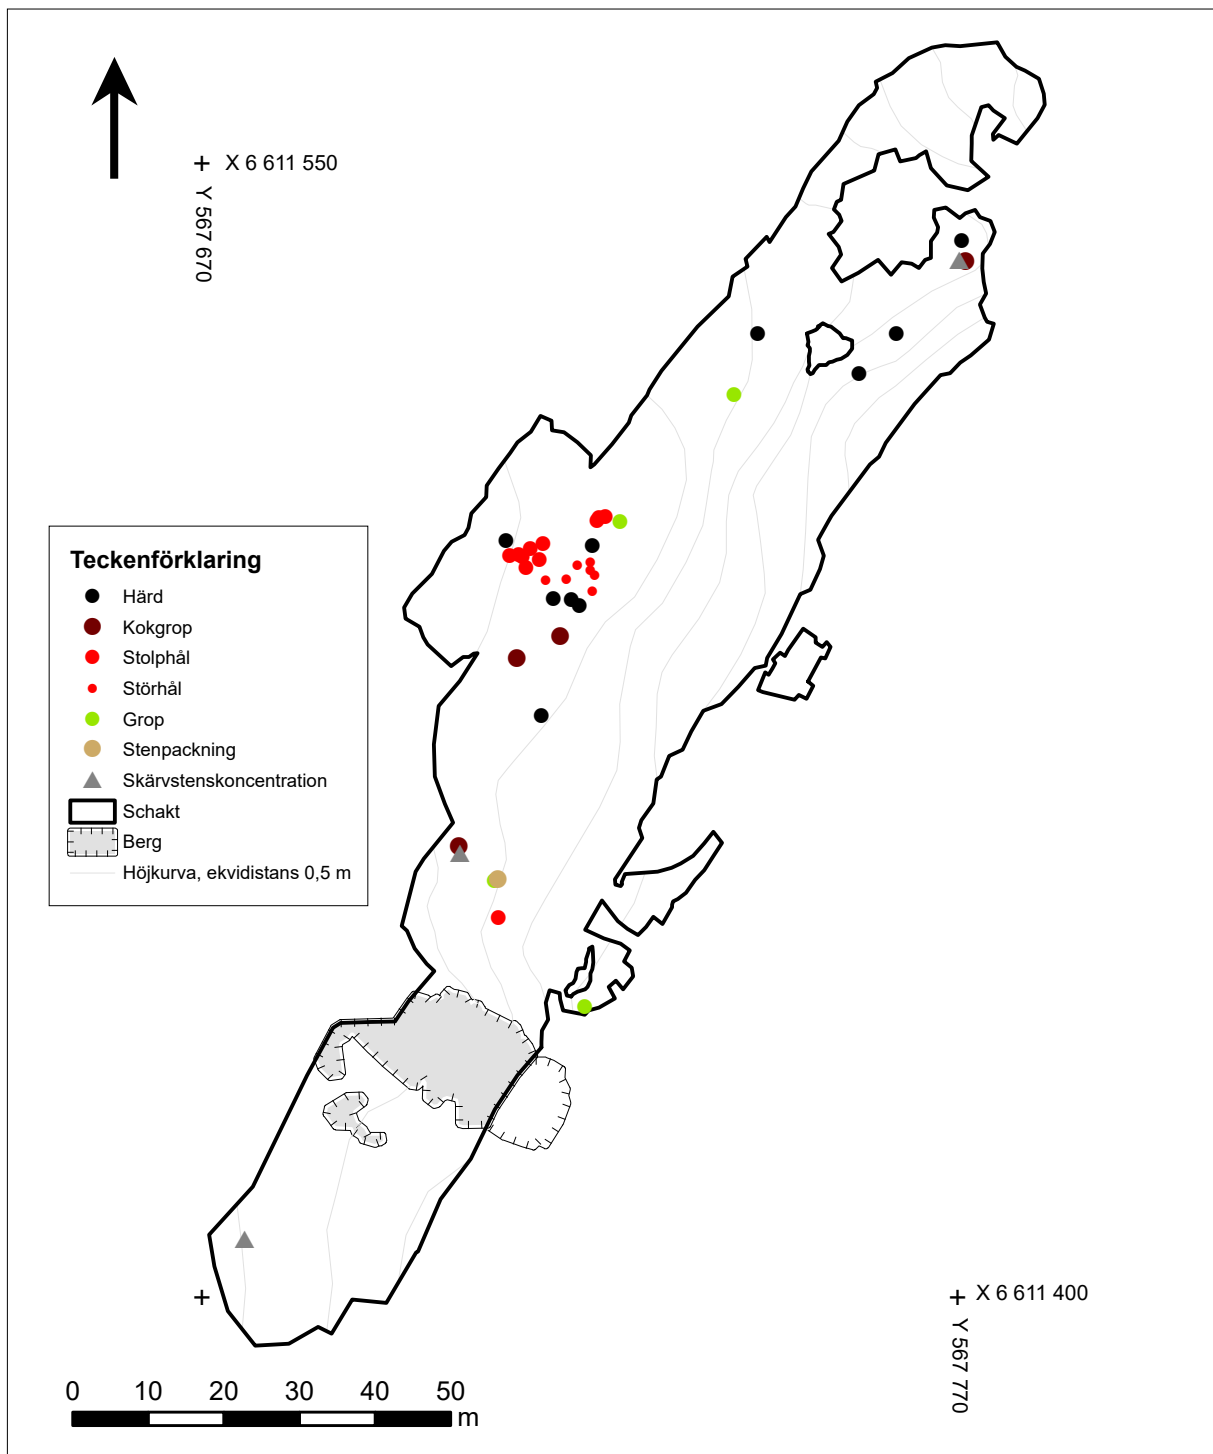 X 6 611 550
Y 567 670
Teckenförklaring
Härd
Kokgrop
Stolphål
Störhål
Grop
Stenpackning
Skärvstenskoncentration
Schakt
Berg
Höjkurva, ekvidistans 0,5 m
X 6 611 400
Y 567 770
0 10 20 30 40 50
m